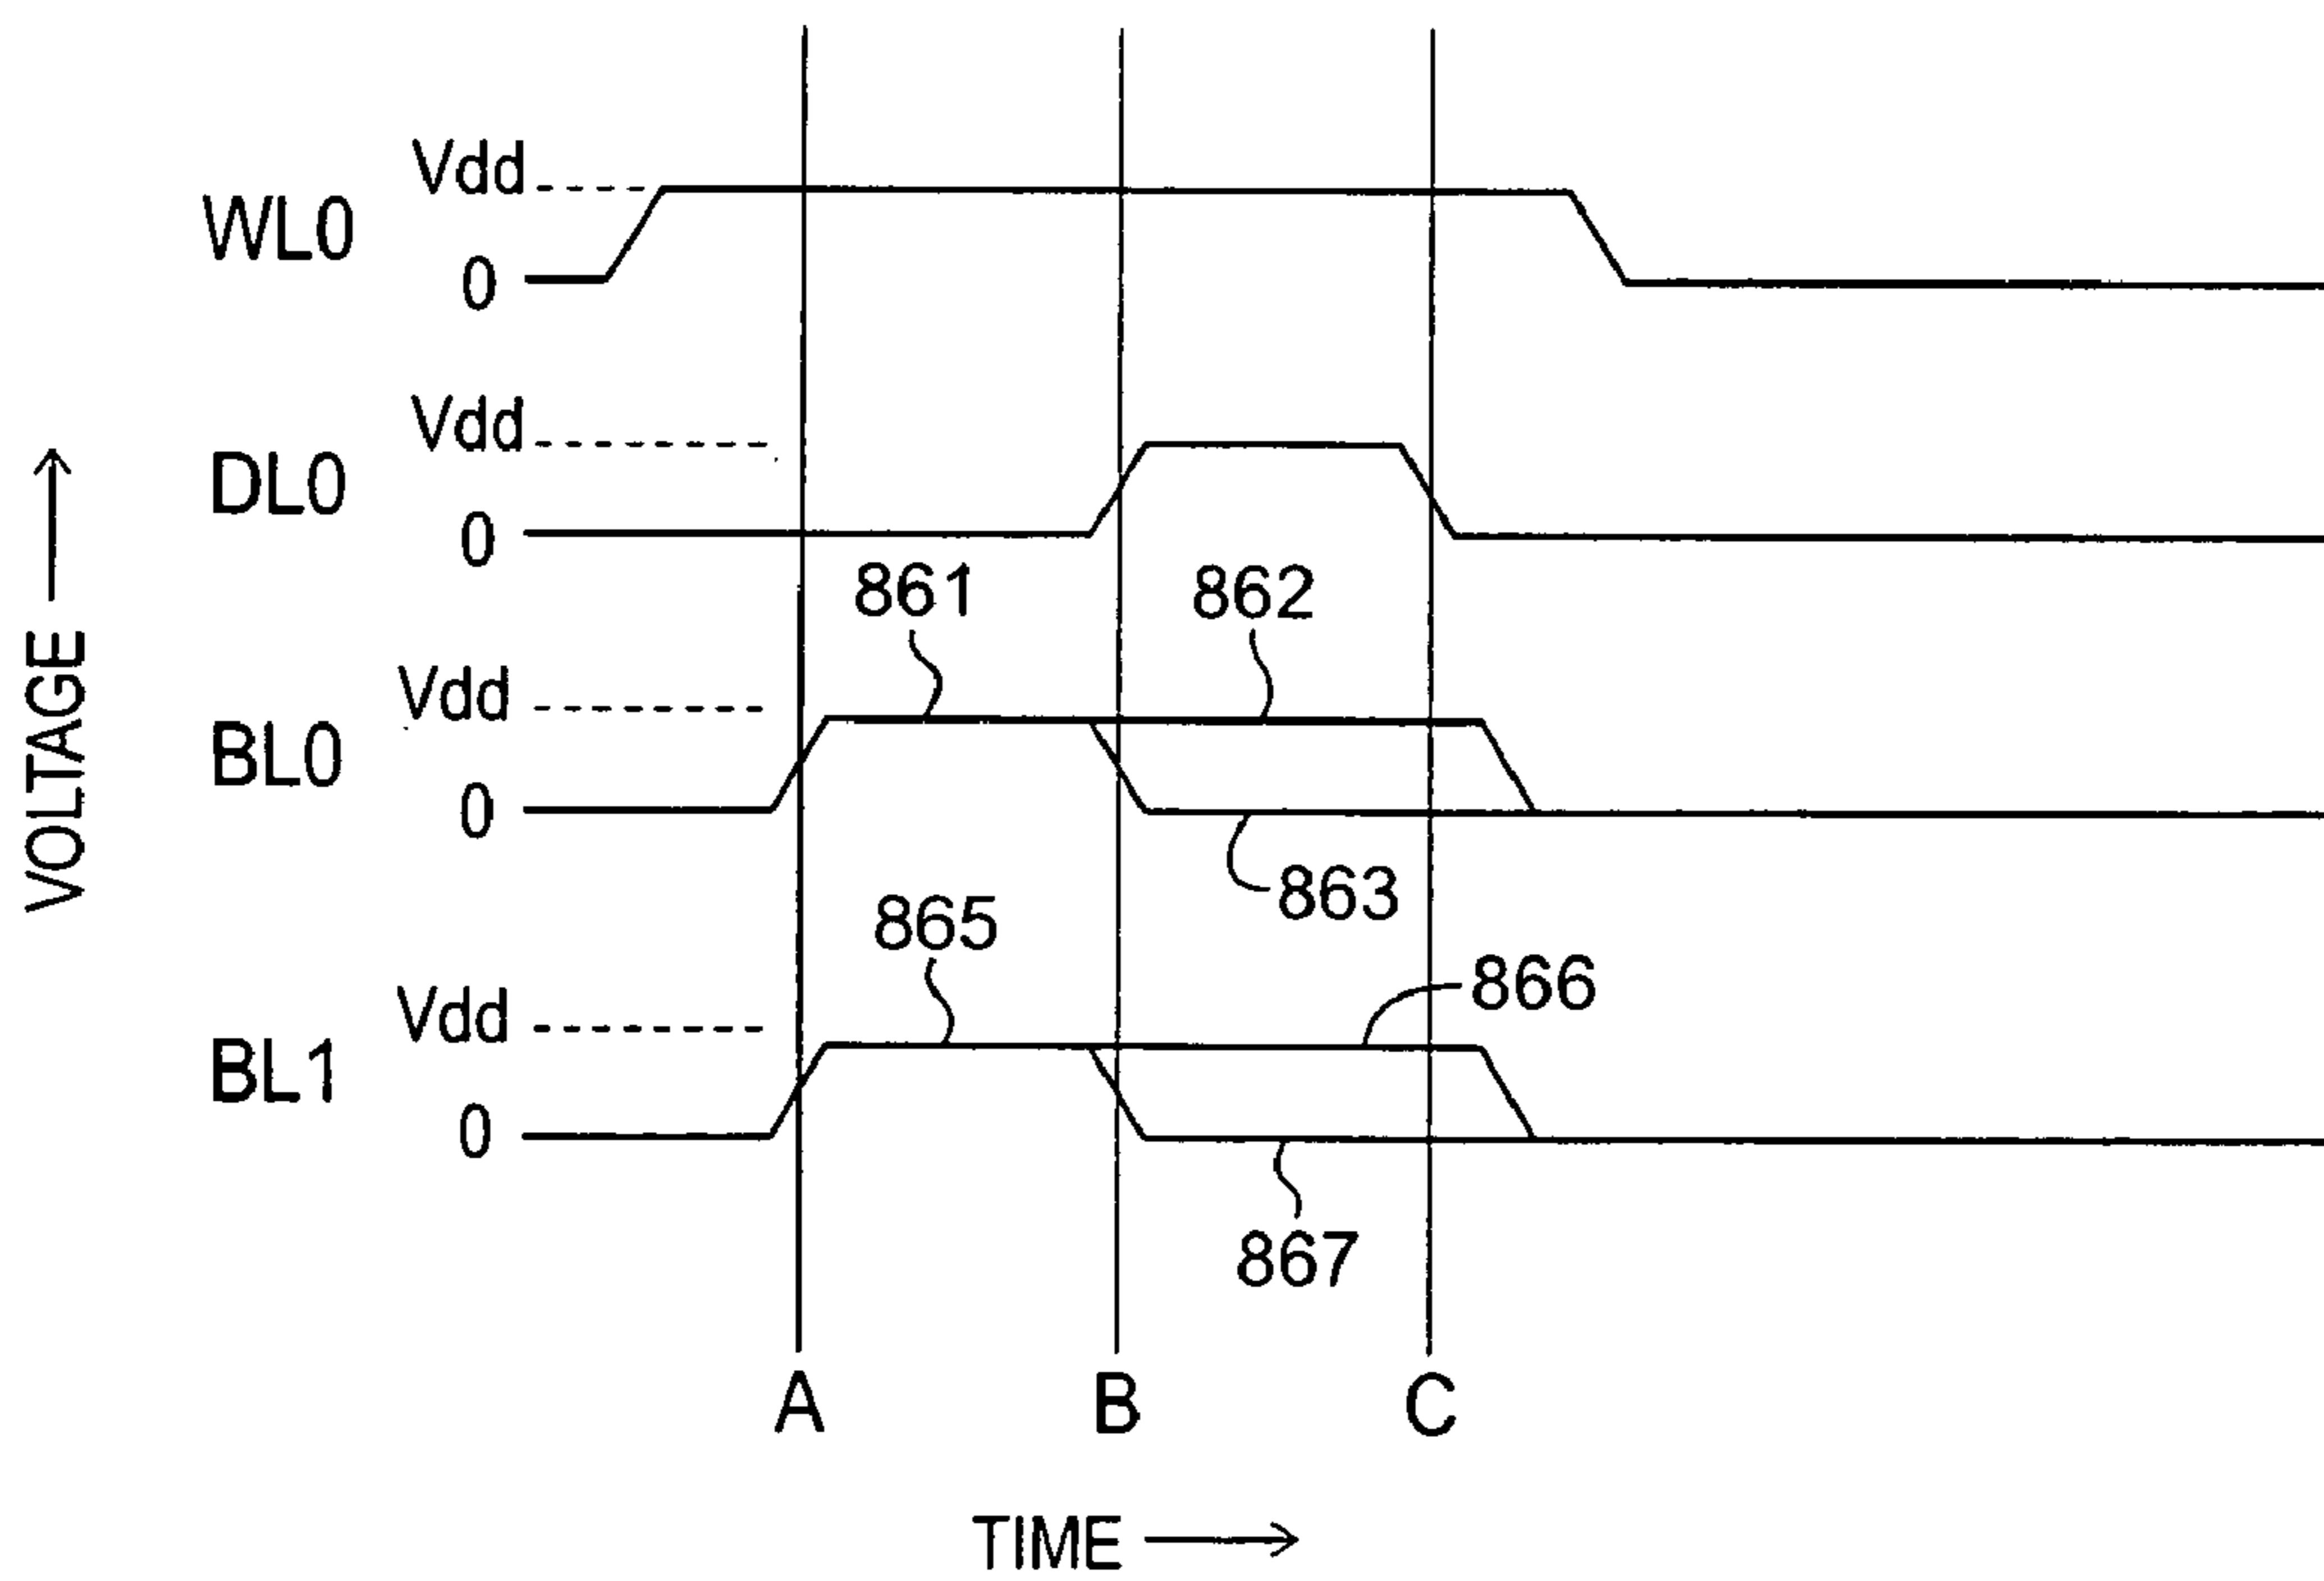 VOLTAGE
WL0
Vdd
0
DL0
Vdd
0
861
862
BL0
Vdd
0
863
865
866
BL1
Vdd
0
867
A B C
TIME